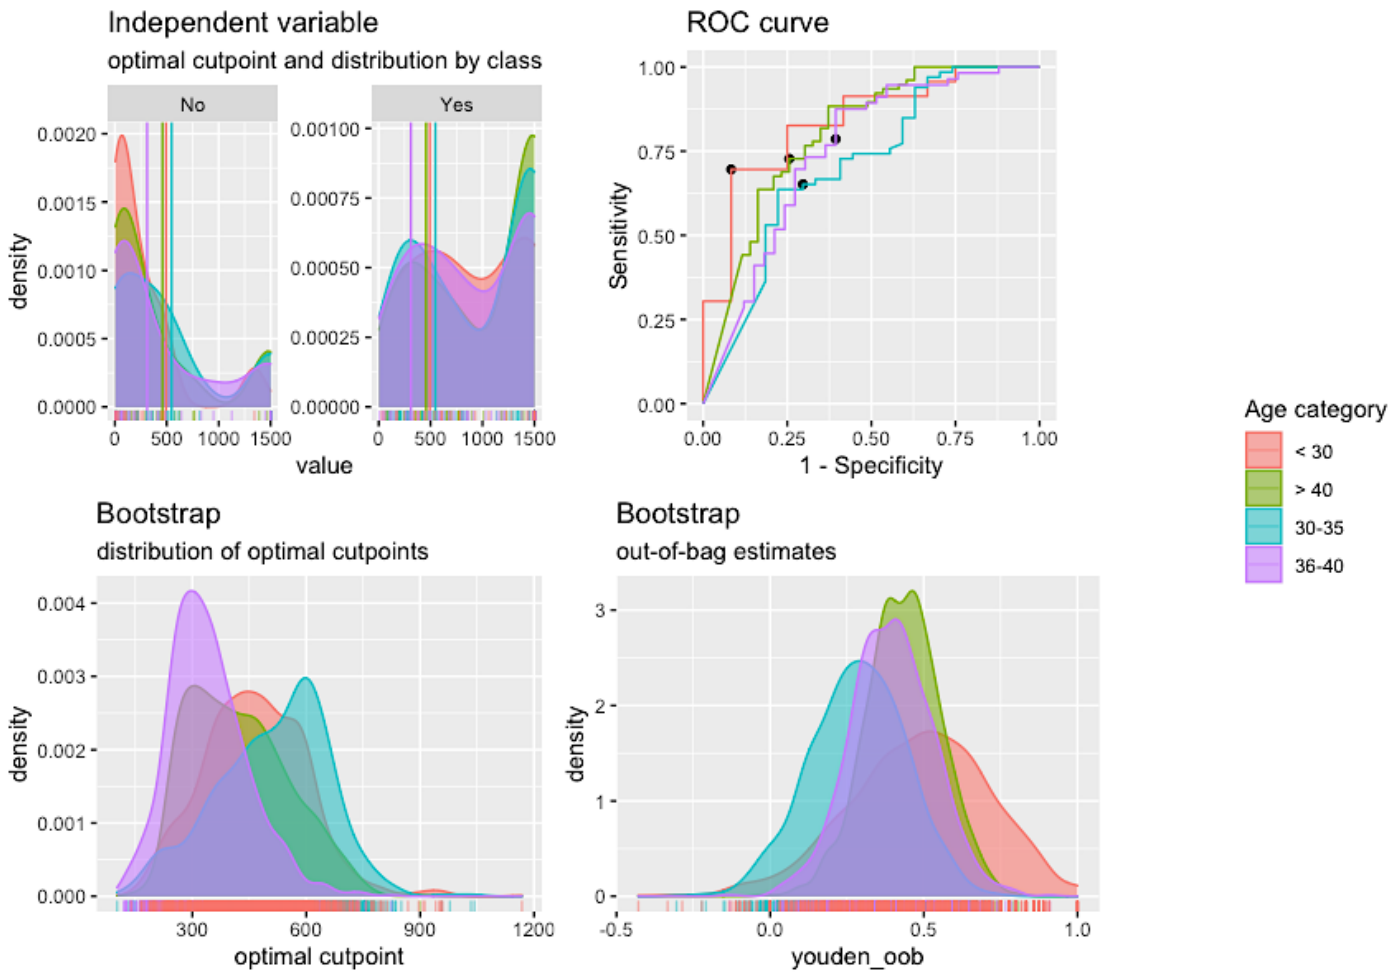 Independent variable
optimal cutpoint and distribution by class
No
Yes
density
0.0020
0.0015
0.0010
0.0005
0.0000
0.00100
0.00075
0.00050
0.00025
0.00000
0 500 1000 1500
0 500 1000 1500
value
ROC curve
Sensitivity
1.00
0.75
0.50
0.25
0.00
0.00 0.25 0.50 0.75 1.00
1 - Specificity
Age category
< 30
> 40
30-35
36-40
Bootstrap
distribution of optimal cutpoints
density
0.004
0.003
0.002
0.001
0.000
300 600 900 1200
optimal cutpoint
Bootstrap
out-of-bag estimates
density
3
2
1
0
-0.5 0.0 0.5 1.0
youden_oob